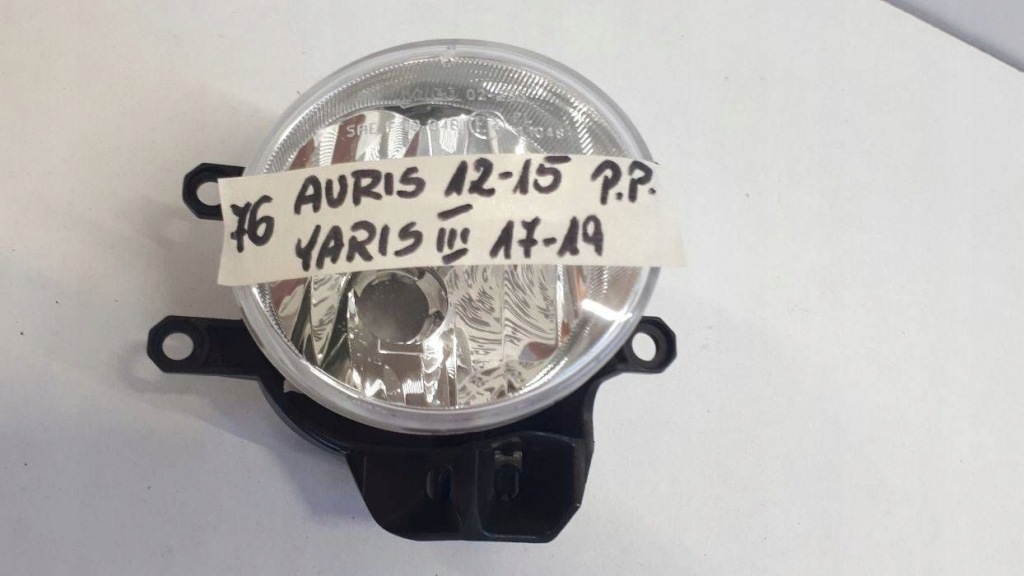 76 AURIS 12-15 P.P.
YARIS III 17-19